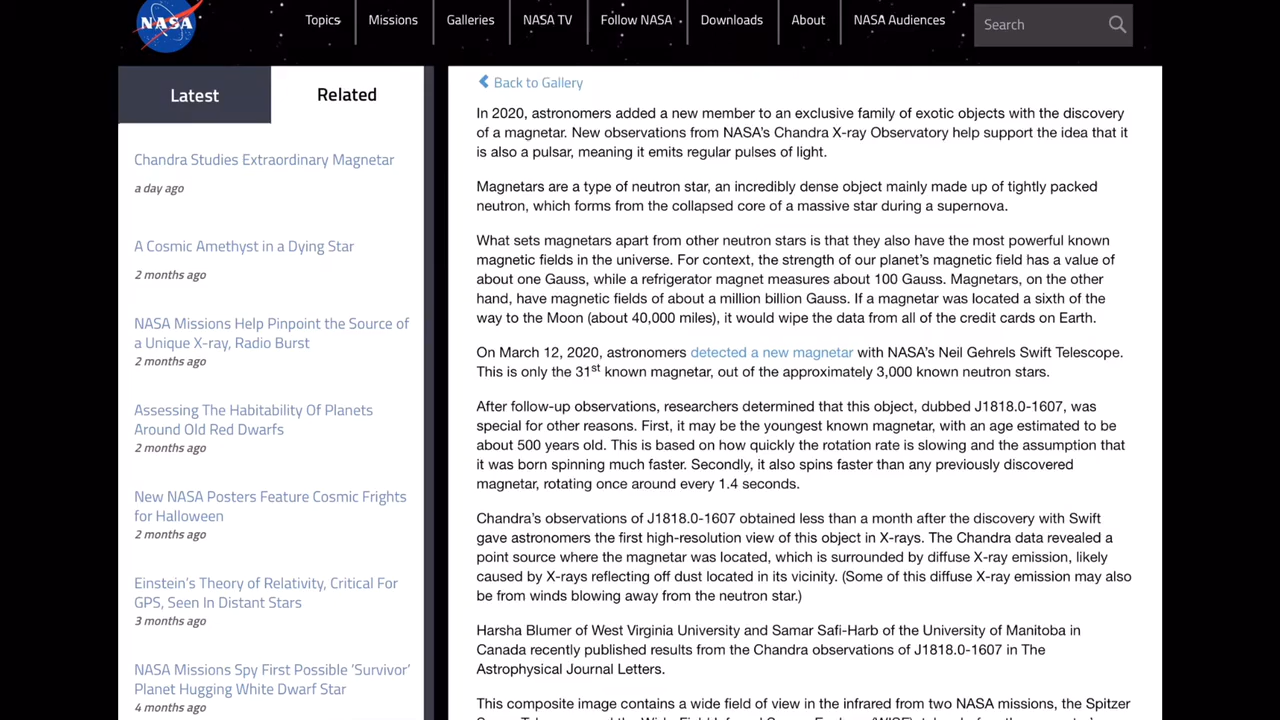 NASA
Topics
Missions
Galleries
NASA TV
Follow NASA
Downloads
About
NASA Audiences
Search
Latest
Related
Chandra Studies Extraordinary Magnetar
a day ago
A Cosmic Amethyst in a Dying Star
2 months ago
NASA Missions Help Pinpoint the Source of
a Unique X-ray, Radio Burst
2 months ago
Assessing The Habitability Of Planets
Around Old Red Dwarfs
2 months ago
New NASA Posters Feature Cosmic Frights
for Halloween
2 months ago
Einstein's Theory of Relativity, Critical For
GPS, Seen In Distant Stars
3 months ago
NASA Missions Spy First Possible 'Survivor'
Planet Hugging White Dwarf Star
4 months ago
Back to Gallery
In 2020, astronomers added a new member to an exclusive family of exotic objects with the discovery
of a magnetar. New observations from NASA's Chandra X-ray Observatory help support the idea that it
is also a pulsar, meaning it emits regular pulses of light.
Magnetars are a type of neutron star, an incredibly dense object mainly made up of tightly packed
neutron, which forms from the collapsed core of a massive star during a supernova.
What sets magnetars apart from other neutron stars is that they also have the most powerful known
magnetic fields in the universe. For context, the strength of our planet's magnetic field has a value of
about one Gauss, while a refrigerator magnet measures about 100 Gauss. Magnetars, on the other
hand, have magnetic fields of about a million billion Gauss. If a magnetar was located a sixth of the
way to the Moon (about 40,000 miles), it would wipe the data from all of the credit cards on Earth.
On March 12, 2020, astronomers detected a new magnetar with NASA's Neil Gehrels Swift Telescope.
This is only the 31st known magnetar, out of the approximately 3,000 known neutron stars.
After follow-up observations, researchers determined that this object, dubbed J1818.0-1607, was
special for other reasons. First, it may be the youngest known magnetar, with an age estimated to be
about 500 years old. This is based on how quickly the rotation rate is slowing and the assumption that
it was born spinning much faster. Secondly, it also spins faster than any previously discovered
magnetar, rotating once around every 1.4 seconds.
Chandra's observations of J1818.0-1607 obtained less than a month after the discovery with Swift
gave astronomers the first high-resolution view of this object in X-rays. The Chandra data revealed a
point source where the magnetar was located, which is surrounded by diffuse X-ray emission, likely
caused by X-rays reflecting off dust located in its vicinity. (Some of this diffuse X-ray emission may also
be from winds blowing away from the neutron star.)
Harsha Blumer of West Virginia University and Samar Safi-Harb of the University of Manitoba in
Canada recently published results from the Chandra observations of J1818.0-1607 in The
Astrophysical Journal Letters.
This composite image contains a wide field of view in the infrared from two NASA missions, the Spitzer